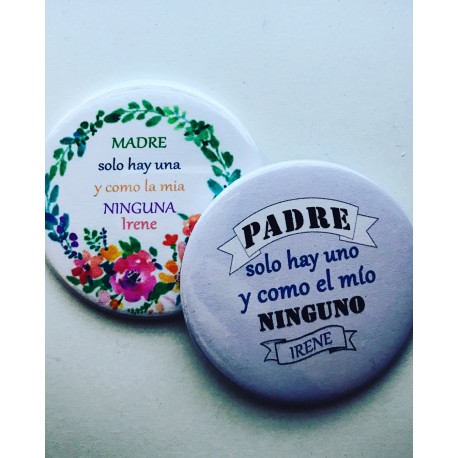 MADRE
solo hay una
y como la mia
NINGUNA
Irene
PADRE
solo hay uno
y como el mío
NINGUNO
IRENE